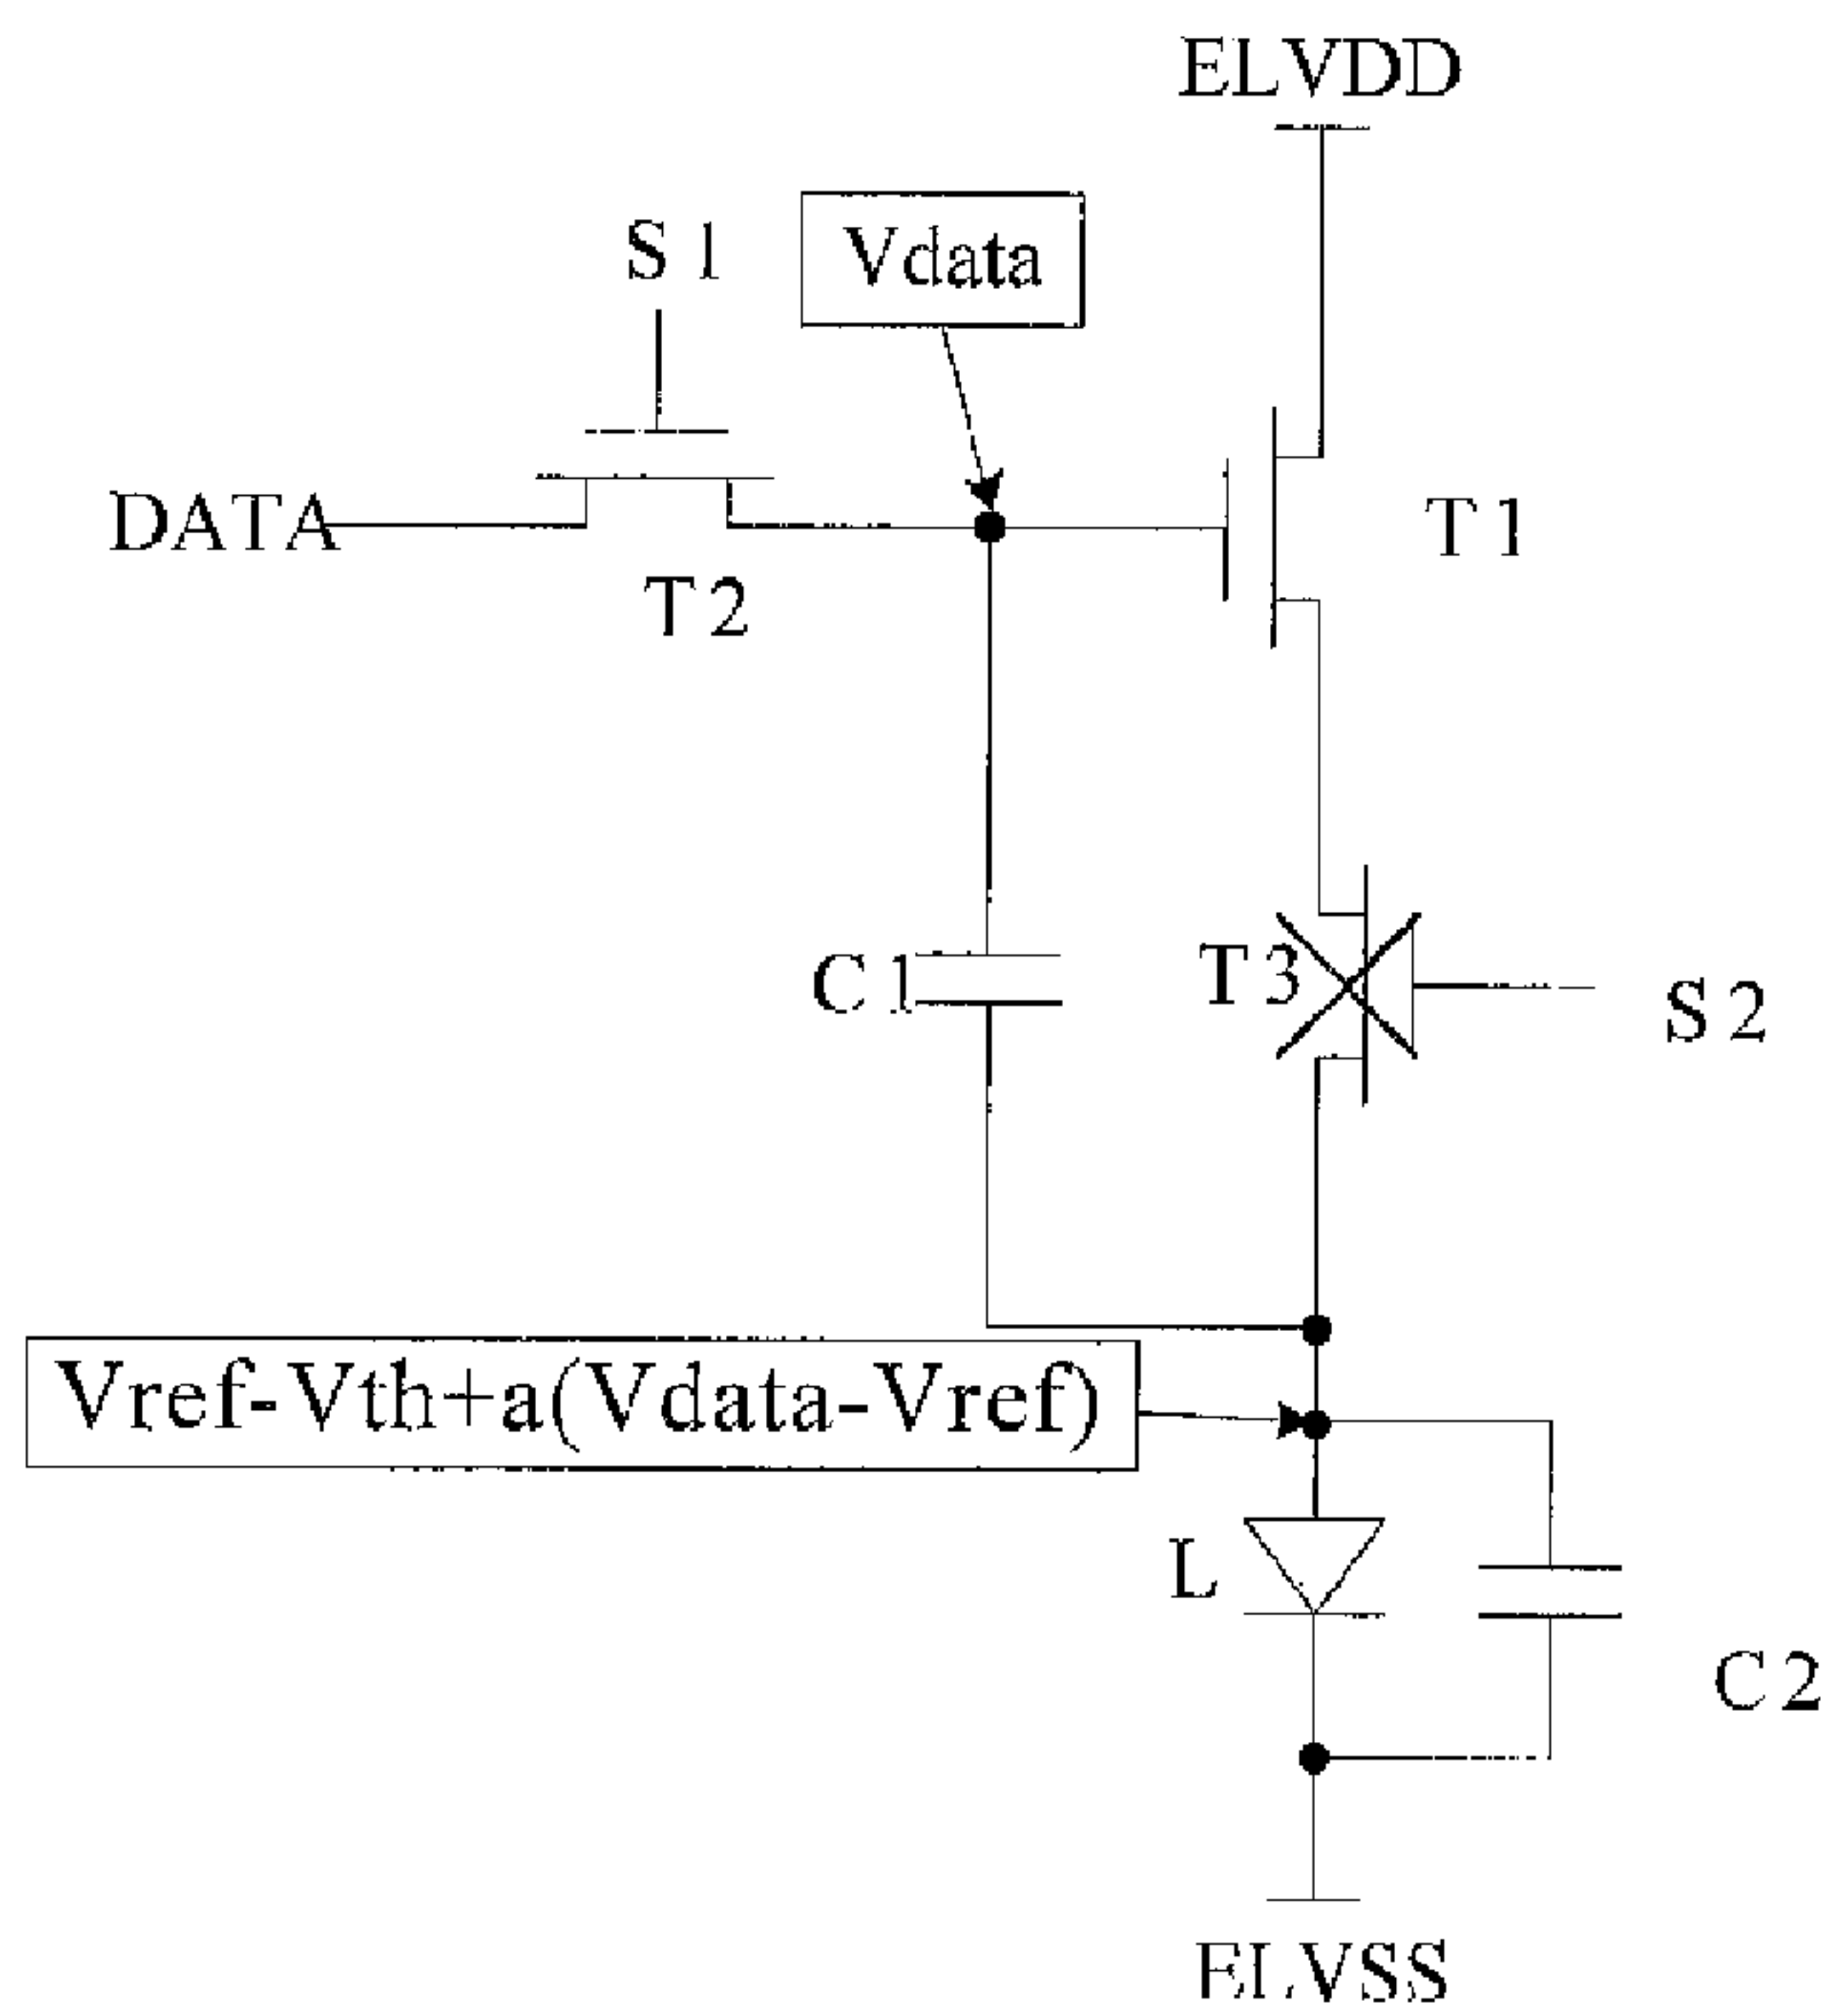 ELVDD
S1
Vdata
DATA
T1
T2
C1
T3
S2
Vref-Vth+a(Vdata-Vref)
L
C2
ELVSS